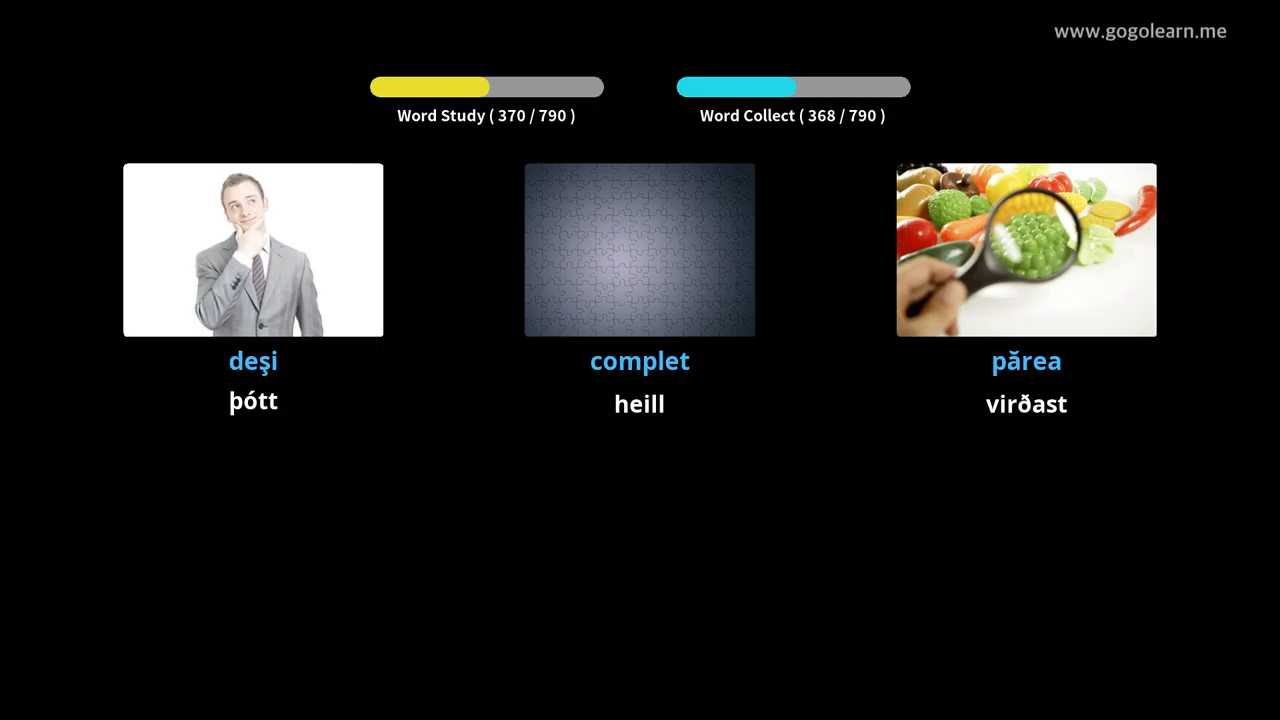 www.gogolearn.me
Word Study ( 370 / 790 )
Word Collect ( 368 / 790 )
deşi
complet
părea
þótt
heill
virðast